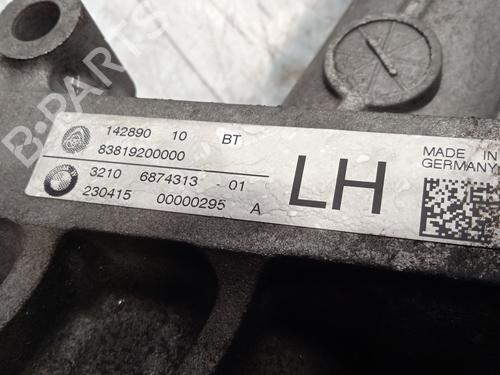 B-PARTS
142890 10 BT
83819200000
3210 6874313 - 01
230415 00000295 A
LH
MADE IN
GERMANY